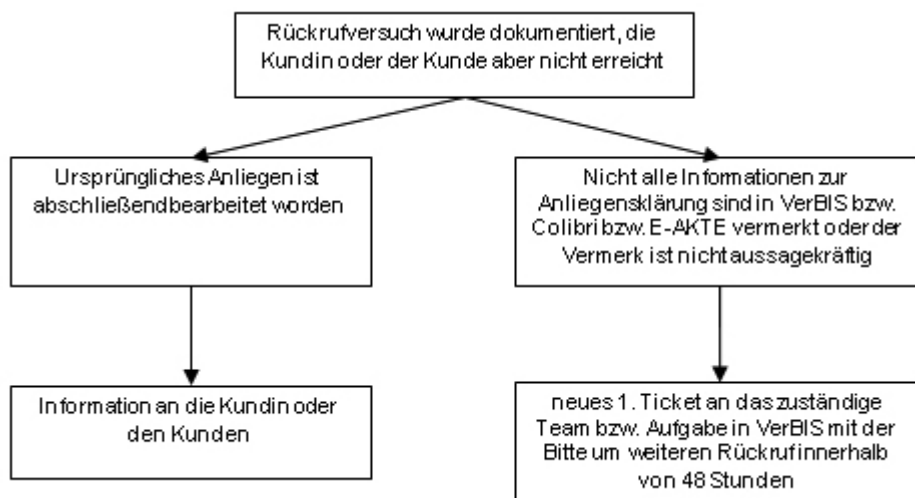 Rückrufversuch wurde dokumentiert, die
Kundin oder der Kunde aber nicht erreicht
Ursprüngliches Anliegen ist
abschließend bearbeitet worden
Nicht alle Informationen zur
Anliegensklärung sind in VerBIS bzw.
Colibri bzw. E-AKTE vermerkt oder der
Vermerk ist nicht aussagekräftig
Information an die Kundin oder
den Kunden
neues 1. Ticket an das zuständige
Team bzw. Aufgabe in VerBIS mit der
Bitte um weiteren Rückruf innerhalb
von 48 Stunden